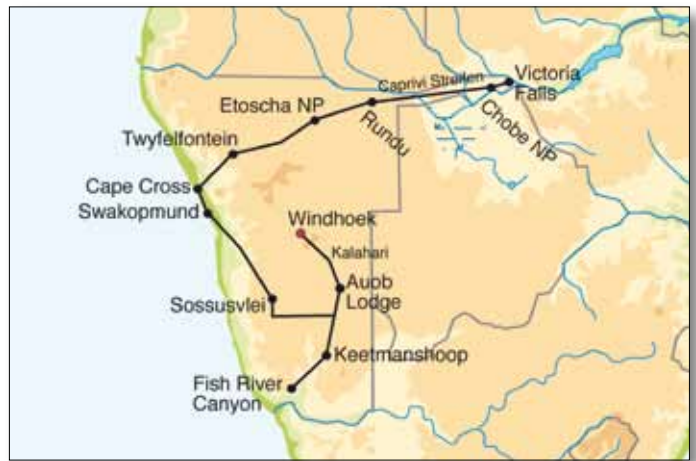 Victoria
Falls
Caprivi Streifen
Etoscha NP
Rundu
Chobe NP
Twyfelfontein
Cape Cross
Swakopmund
Windhoek
Kalahari
Auob
Lodge
Sossusvlei
Keetmanshoop
Fish River
Canyon